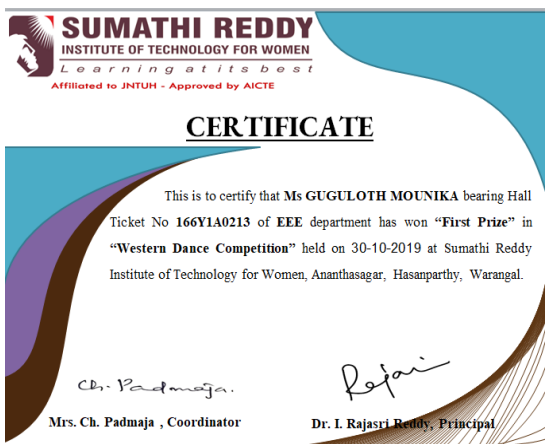 SUMATHI REDDY
INSTITUTE OF TECHNOLOGY FOR WOMEN
Learning at its best
Affiliated to JNTUH - Approved by AICTE
CERTIFICATE
This is to certify that Ms GUGULOTH MOUNIKA bearing Hall
Ticket No 166Y1A0213 of EEE department has won “First Prize” in
“Western Dance Competition” held on 30-10-2019 at Sumathi Reddy
Institute of Technology for Women, Ananthasagar, Hasanparthy, Warangal.
Ch. Padmaja.
Mrs. Ch. Padmaja , Coordinator
Dr. I. Rajasri Reddy, Principal